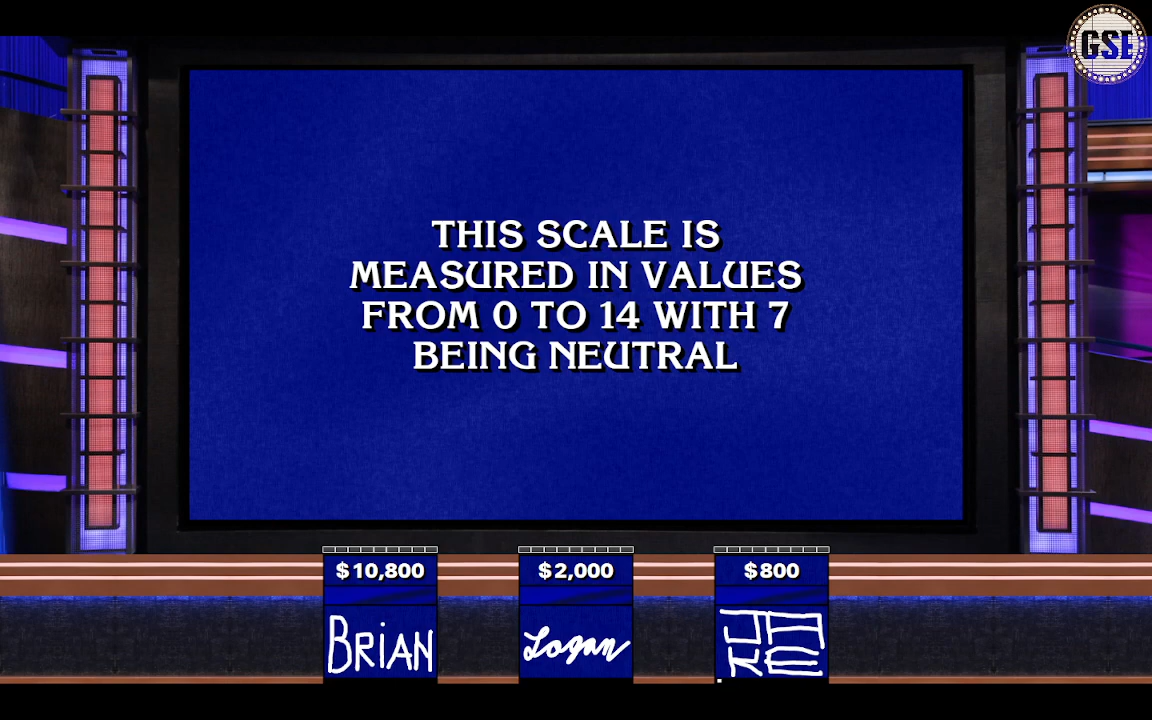 GSE
THIS SCALE IS
MEASURED IN VALUES
FROM 0 TO 14 WITH 7
BEING NEUTRAL
$10,800
$2,000
$800
BRiAN
Logan